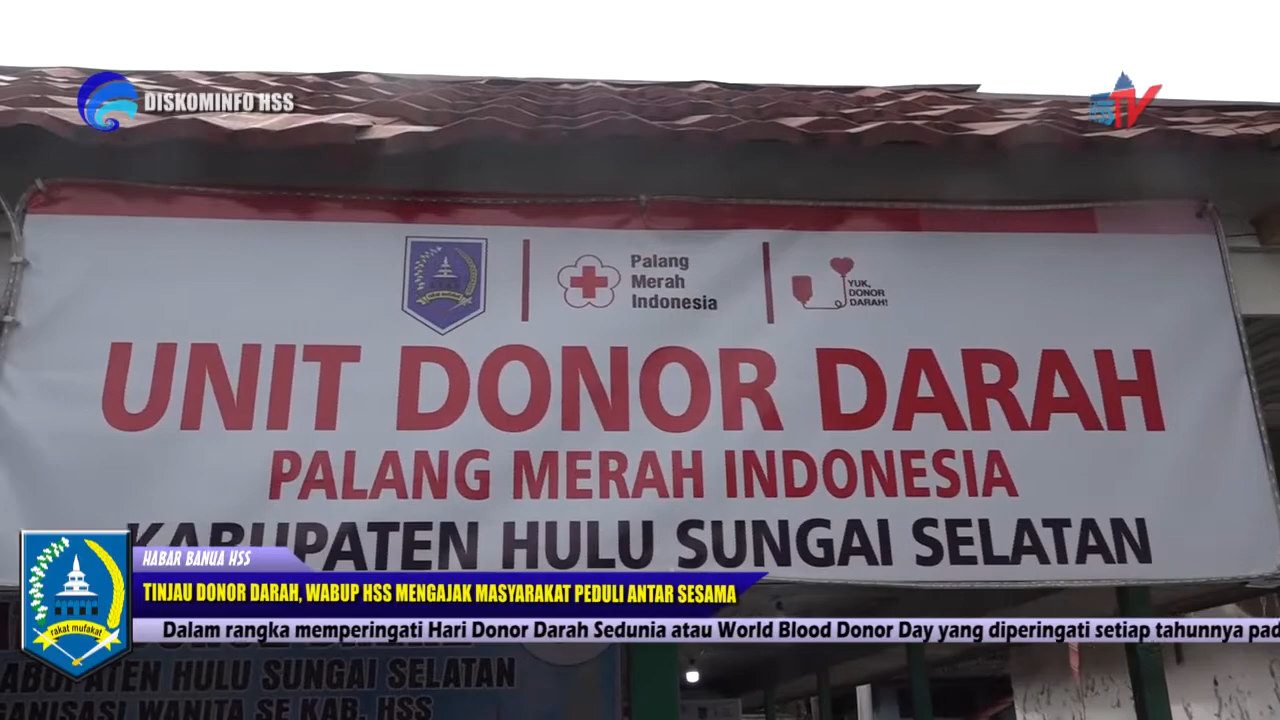 DISKOMINFO HSS
TV
Palang
Merah
Indonesia
YUK,
DONOR
DARAH!
UNIT DONOR DARAH
PALANG MERAH INDONESIA
KABUPATEN HULU SUNGAI SELATAN
HABAR BANUA HSS
TINJAU DONOR DARAH, WABUP HSS MENGAJAK MASYARAKAT PEDULI ANTAR SESAMA
rakat mufakat
Dalam rangka memperingati Hari Donor Darah Sedunia atau World Blood Donor Day yang diperingati setiap tahunnya pad
ABUPATEN HULU SUNGAI SELATAN
GANISASI WANITA SE KAB. HSS